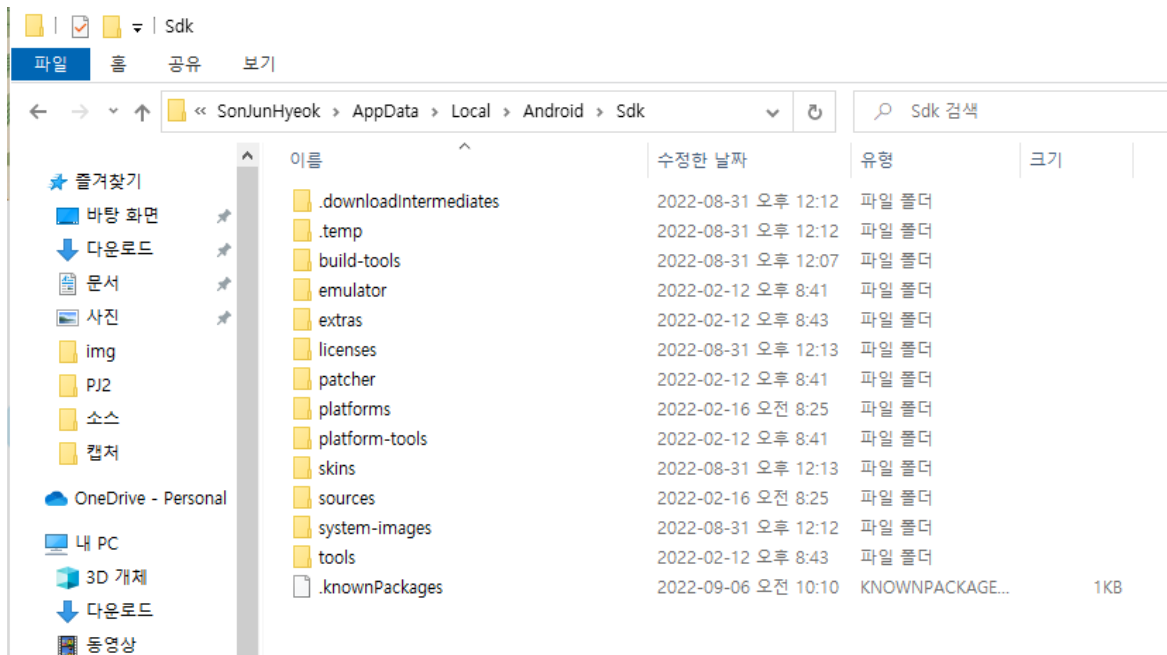 Sdk
파일 홈 공유 보기
« SonJunHyeok › AppData › Local › Android › Sdk
Sdk 검색
이름 수정한 날짜 유형 크기
즐겨찾기
바탕 화면
다운로드
문서
사진
img
PJ2
소스
캡처
OneDrive - Personal
내 PC
3D 개체
다운로드
동영상
.downloadIntermediates 2022-08-31 오후 12:12 파일 폴더
.temp 2022-08-31 오후 12:12 파일 폴더
build-tools 2022-08-31 오후 12:07 파일 폴더
emulator 2022-02-12 오후 8:41 파일 폴더
extras 2022-02-12 오후 8:43 파일 폴더
licenses 2022-08-31 오후 12:13 파일 폴더
patcher 2022-02-12 오후 8:41 파일 폴더
platforms 2022-02-16 오전 8:25 파일 폴더
platform-tools 2022-02-12 오후 8:41 파일 폴더
skins 2022-08-31 오후 12:13 파일 폴더
sources 2022-02-16 오전 8:25 파일 폴더
system-images 2022-08-31 오후 12:12 파일 폴더
tools 2022-02-12 오후 8:43 파일 폴더
.knownPackages 2022-09-06 오전 10:10 KNOWNPACKAGE... 1KB